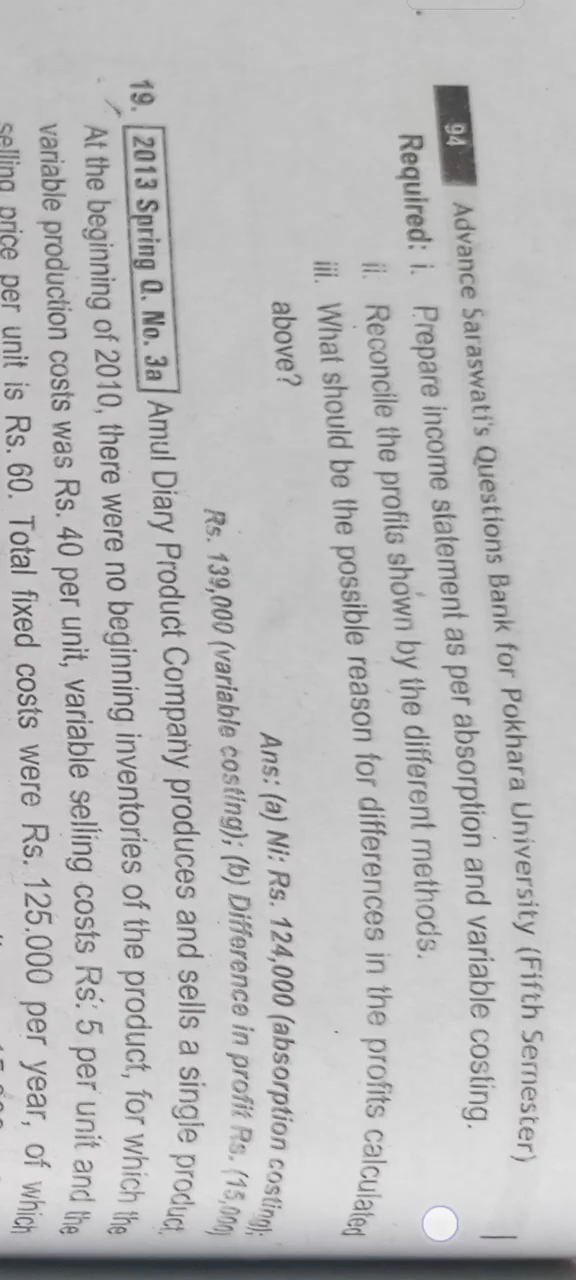 94 Advance Saraswati's Questions Bank for Pokhara University (Fifth Semester)
Required: i. Prepare income statement as per absorption and variable costing.
ii. Reconcile the profits shown by the different methods.
iii. What should be the possible reason for differences in the profits calculated
above?
Ans: (a) NI: Rs. 124,000 (absorption costing);
Rs. 139,000 (variable costing); (b) Difference in profit Rs.
19. 2013 Spring Q. No. 3a Amul Diary Product Company produces and sells a single product.
At the beginning of 2010, there were no beginning inventories of the product, for which the
variable production costs was Rs. 40 per unit, variable selling costs Rs. 5 per unit and the
selling price per unit is Rs. 60. Total fixed costs were Rs. 125,000 per year, of which